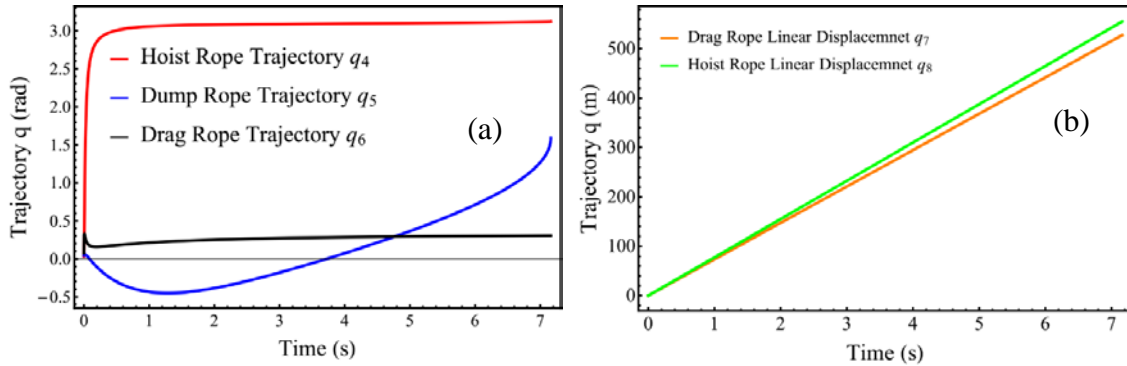 Trajectory q (rad)
3.0
2.5
2.0
1.5
1.0
0.5
0.0
−0.5
Hoist Rope Trajectory q4
Dump Rope Trajectory q5
Drag Rope Trajectory q6
(a)
0 1 2 3 4 5 6 7
Time (s)
Trajectory q (m)
500
400
300
200
100
0
Drag Rope Linear Displacemnet q7
Hoist Rope Linear Displacemnet q8
(b)
0 1 2 3 4 5 6 7
Time (s)